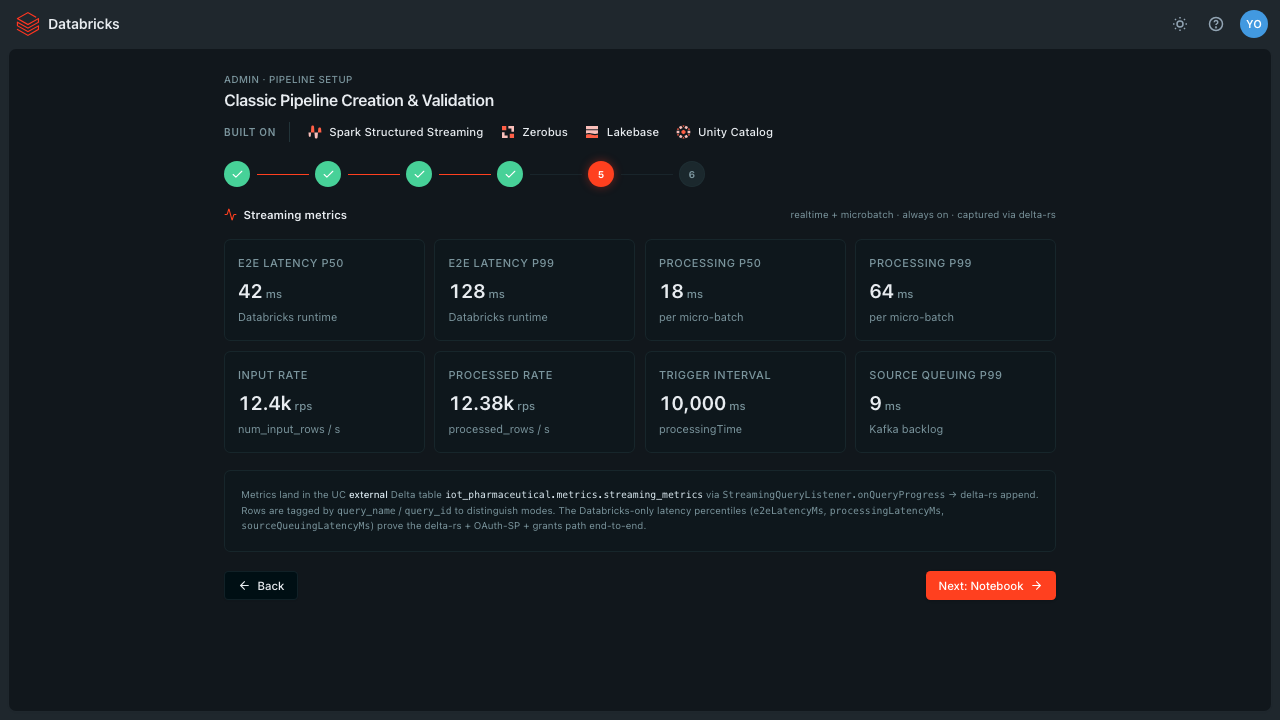 Databricks
YO
ADMIN · PIPELINE SETUP
Classic Pipeline Creation & Validation
BUILT ON
Spark Structured Streaming
Zerobus
Lakebase
Unity Catalog
5
6
Streaming metrics
realtime + microbatch · always on · captured via delta-rs
E2E LATENCY P50
42 ms
Databricks runtime
E2E LATENCY P99
128 ms
Databricks runtime
PROCESSING P50
18 ms
per micro-batch
PROCESSING P99
64 ms
per micro-batch
INPUT RATE
12.4k rps
num_input_rows / s
PROCESSED RATE
12.38k rps
processed_rows / s
TRIGGER INTERVAL
10,000 ms
processingTime
SOURCE QUEUING P99
9 ms
Kafka backlog
Metrics land in the UC external Delta table iot_pharmaceutical.metrics.streaming_metrics via StreamingQueryListener.onQueryProgress → delta-rs append.
Rows are tagged by query_name / query_id to distinguish modes. The Databricks-only latency percentiles (e2eLatencyMs, processingLatencyMs,
sourceQueuingLatencyMs) prove the delta-rs + OAuth-SP + grants path end-to-end.
← Back
Next: Notebook →